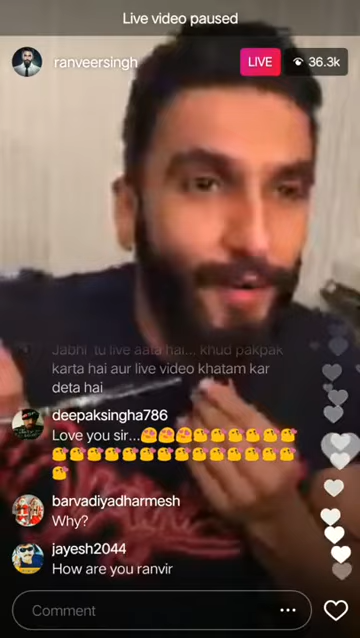 Live video paused
ranveersingh
LIVE
36.3k
Jabhi tu live aata hai... khud pakpak
karta hai aur live video khatam kar
deta hai
deepaksingha786
Love you sir...😍😍😍😘😘😘😘😘😘
😘😘😘😘😘😘😘😘😘😘😘😘😘😘
😘
barvadiyadharmesh
Why?
jayesh2044
How are you ranvir
Comment